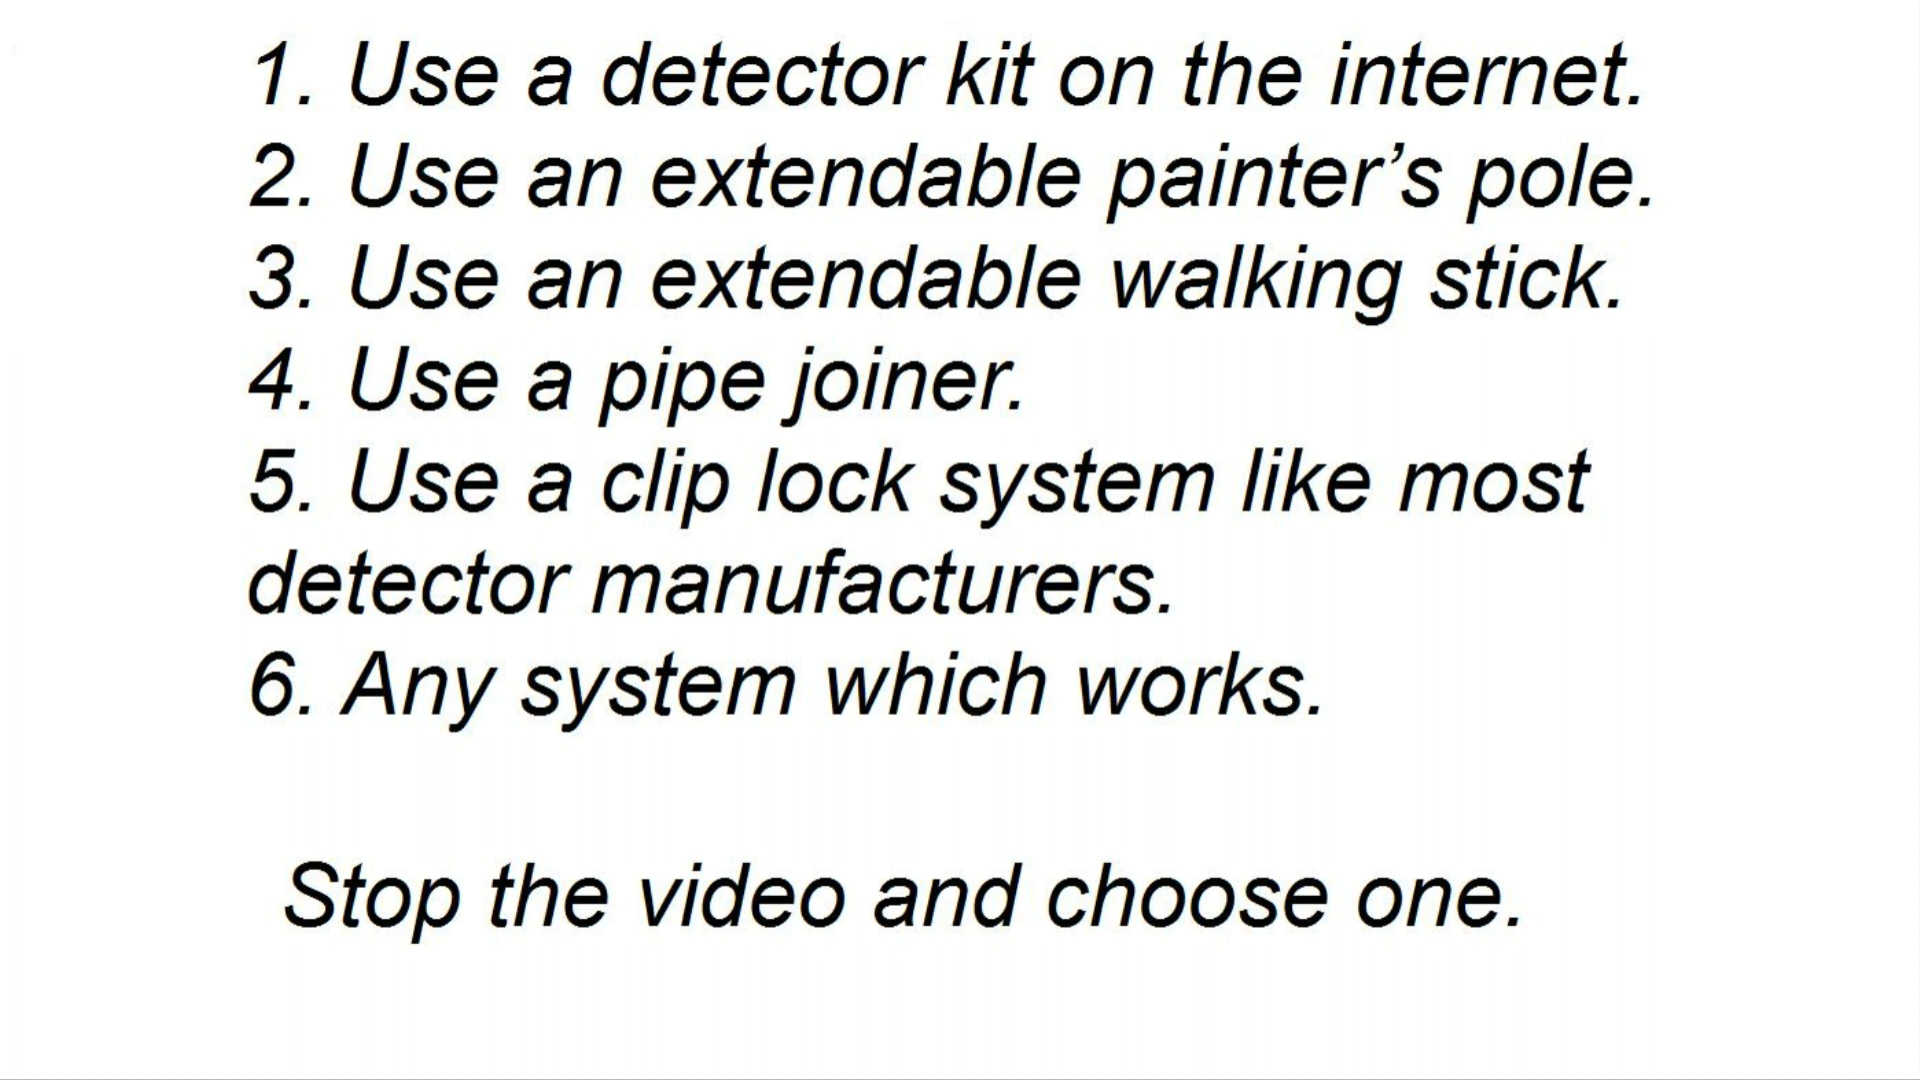 1. Use a detector kit on the internet.
2. Use an extendable painter’s pole.
3. Use an extendable walking stick.
4. Use a pipe joiner.
5. Use a clip lock system like most
detector manufacturers.
6. Any system which works.
Stop the video and choose one.